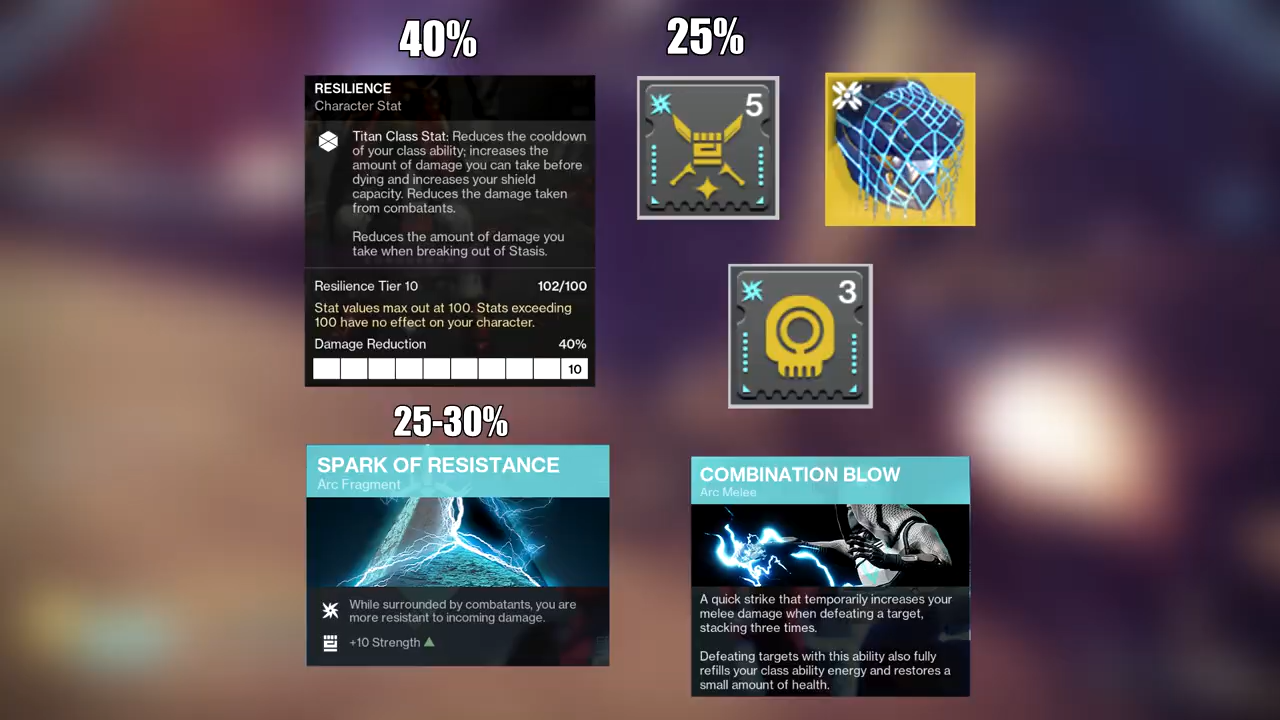 40%
25%
RESILIENCE
Character Stat
Titan Class Stat: Reduces the cooldown
of your class ability; increases the
amount of damage you can take before
dying and increases your shield
capacity. Reduces the damage taken
from combatants.
Reduces the amount of damage you
take when breaking out of Stasis.
Resilience Tier 10 102/100
Stat values max out at 100. Stats exceeding
100 have no effect on your character.
Damage Reduction 40%
10
5
3
25-30%
SPARK OF RESISTANCE
Arc Fragment
While surrounded by combatants, you are
more resistant to incoming damage.
+10 Strength
COMBINATION BLOW
Arc Melee
A quick strike that temporarily increases your
melee damage when defeating a target,
stacking three times.
Defeating targets with this ability also fully
refills your class ability energy and restores a
small amount of health.